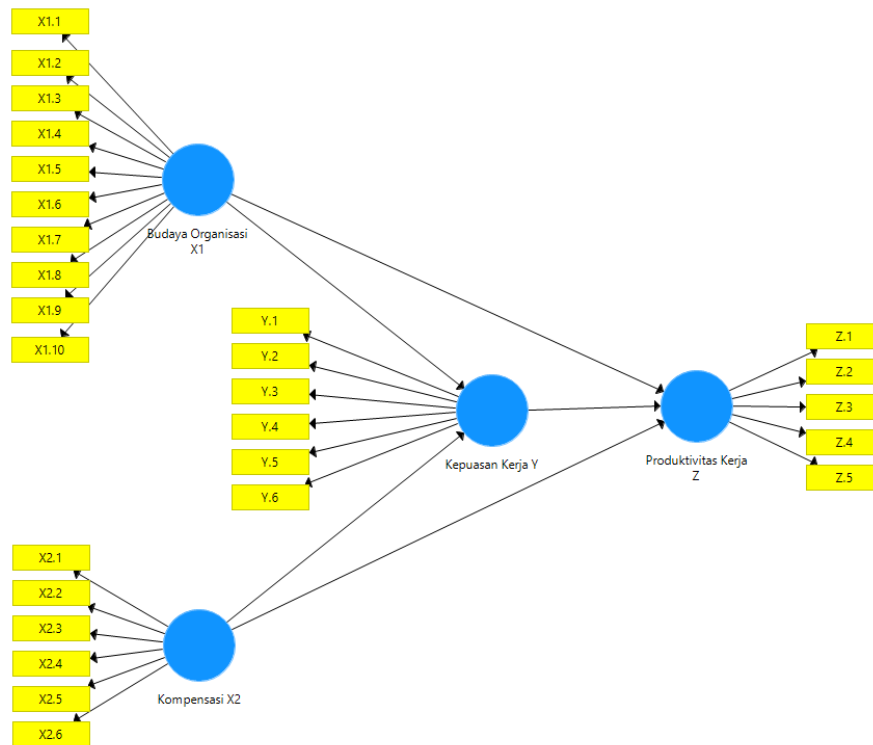 X1.1
X1.2
X1.3
X1.4
X1.5
X1.6
X1.7
X1.8
X1.9
X1.10
Budaya Organisasi
X1
Y.1
Y.2
Y.3
Y.4
Y.5
Y.6
Kepuasan Kerja Y
Produktivitas Kerja
Z
Z.1
Z.2
Z.3
Z.4
Z.5
X2.1
X2.2
X2.3
X2.4
X2.5
X2.6
Kompensasi X2